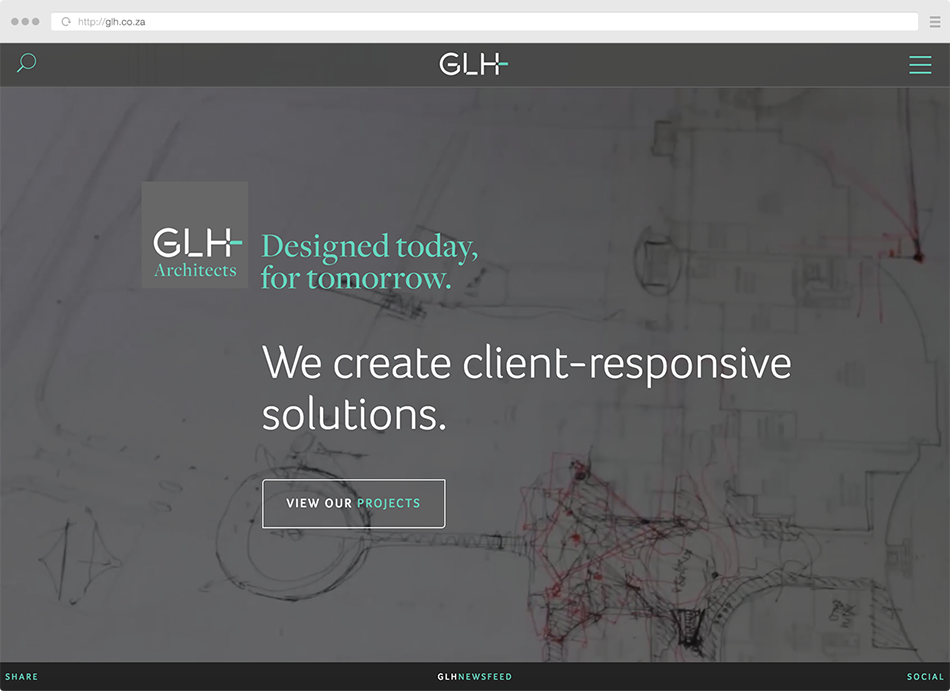 http://glh.co.za
GLH
GLH
Architects
Designed today,
for tomorrow.
We create client-responsive
solutions.
VIEW OUR PROJECTS
SHARE
GLHNEWSFEED
SOCIAL